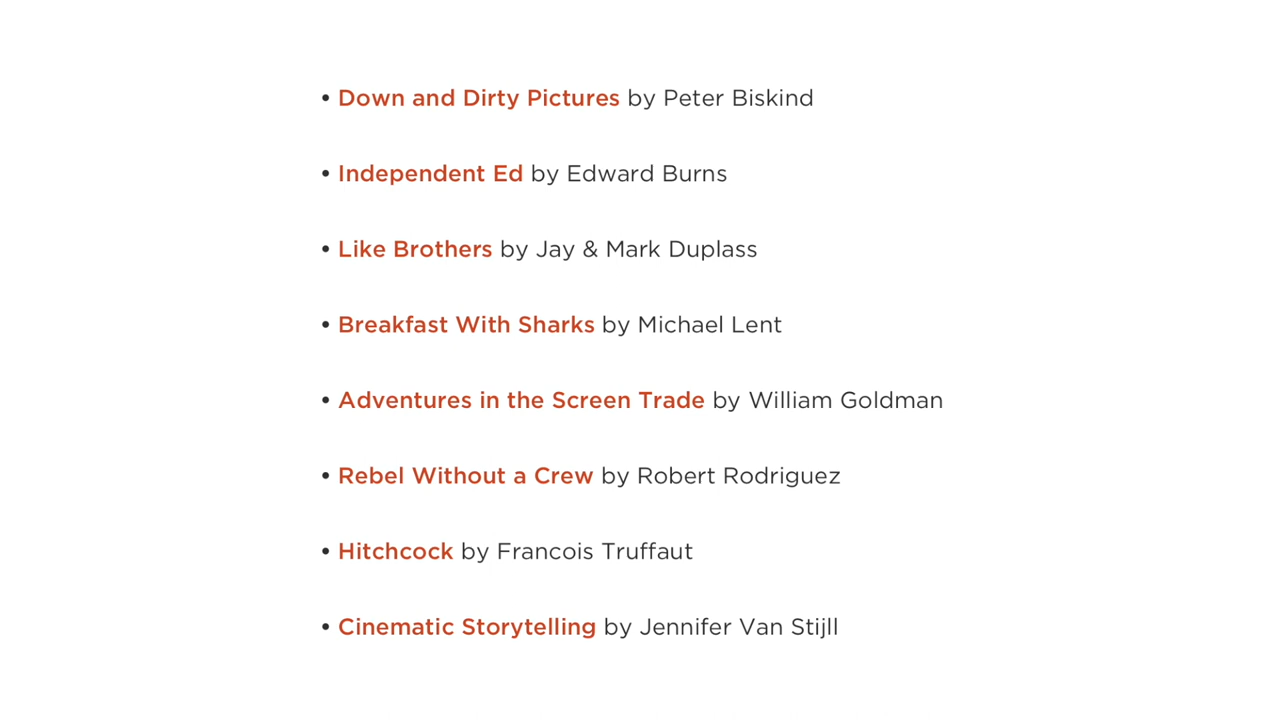 • Down and Dirty Pictures by Peter Biskind
• Independent Ed by Edward Burns
• Like Brothers by Jay & Mark Duplass
• Breakfast With Sharks by Michael Lent
• Adventures in the Screen Trade by William Goldman
• Rebel Without a Crew by Robert Rodriguez
• Hitchcock by Francois Truffaut
• Cinematic Storytelling by Jennifer Van Stijll